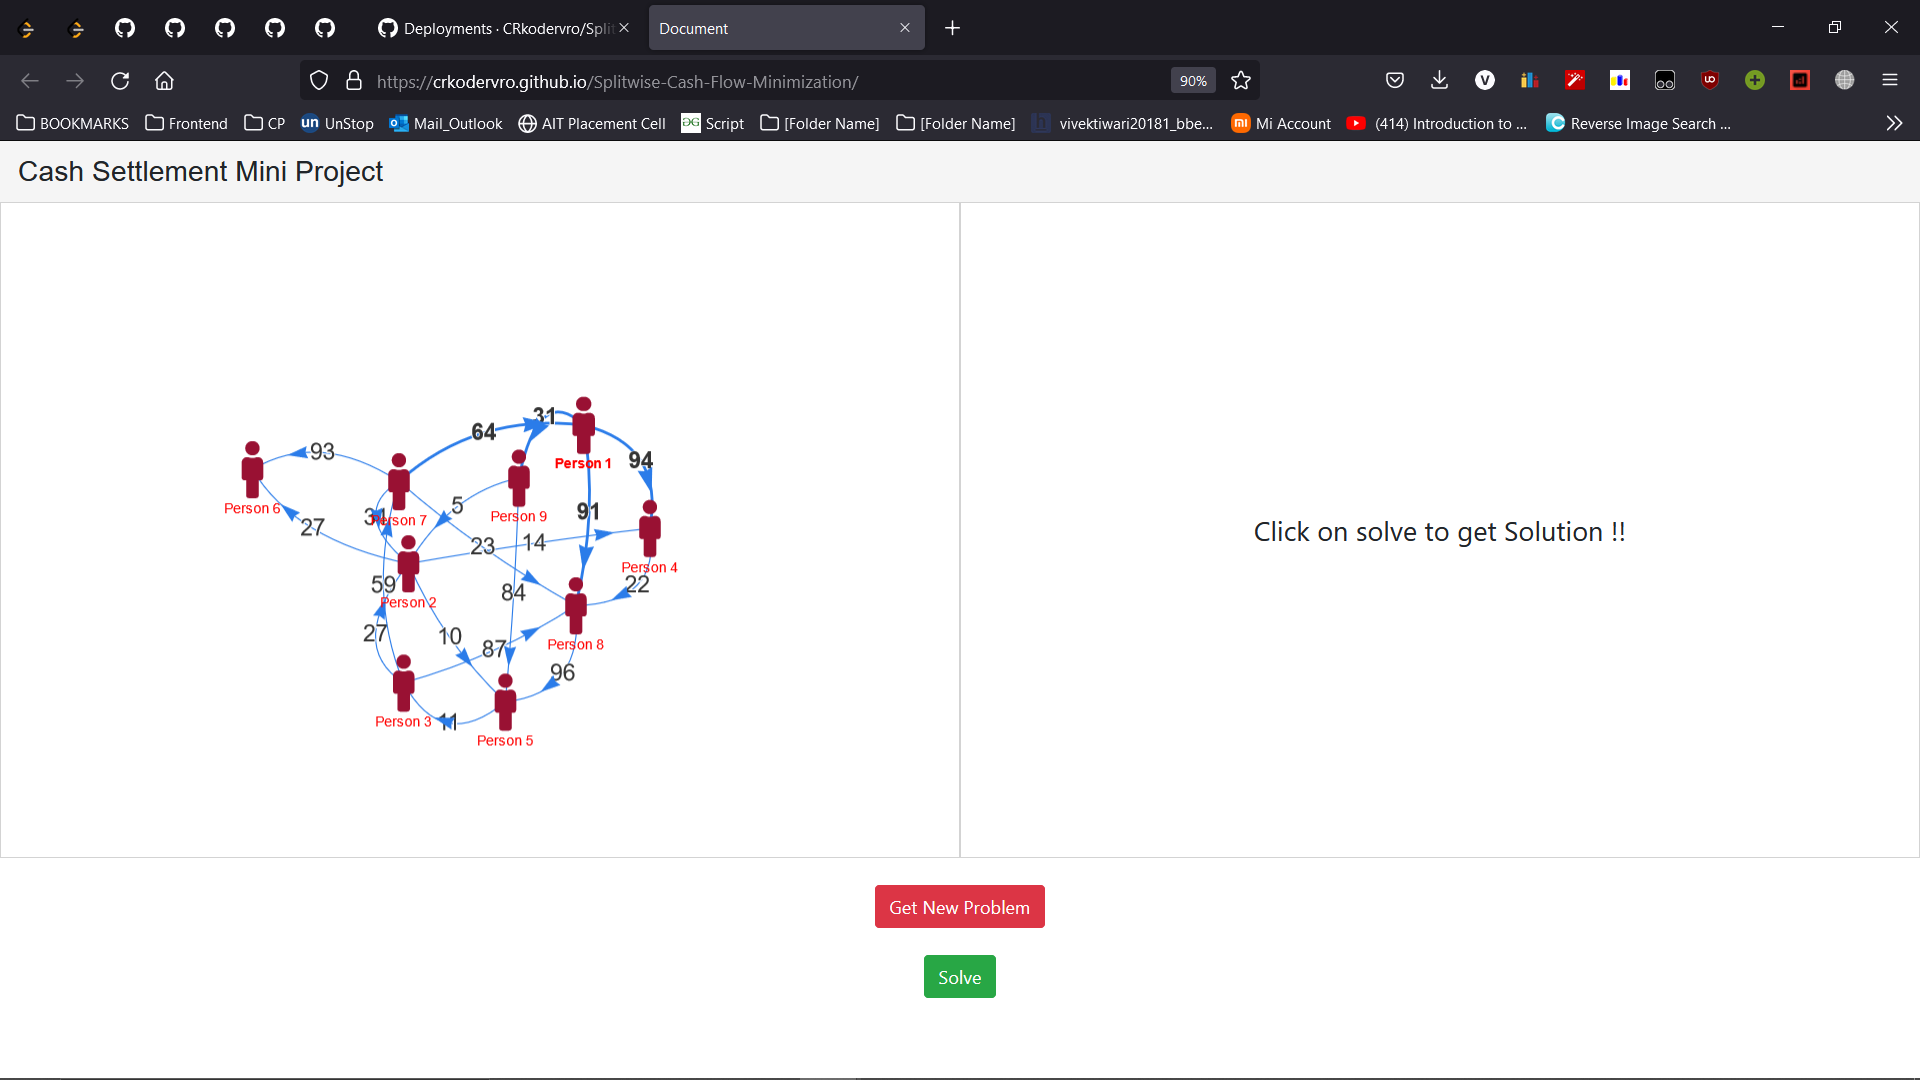 Deployments · CRkodervro/Split
Document
https://crkodervro.github.io/Splitwise-Cash-Flow-Minimization/
90%
BOOKMARKS
Frontend
CP
UnStop
Mail_Outlook
AIT Placement Cell
Script
[Folder Name]
[Folder Name]
vivektiwari20181_bbe...
Mi Account
(414) Introduction to ...
Reverse Image Search ...
Cash Settlement Mini Project
31
64
Person 1
94
93
Person 6
Person 7
5
Person 9
91
27
23
14
Person 4
59
84
22
Person 2
27
10
87
Person 8
96
Person 3
11
Person 5
Click on solve to get Solution !!
Get New Problem
Solve